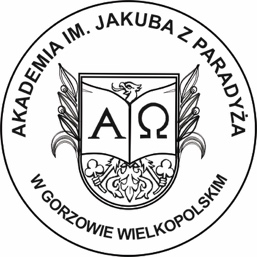 AKADEMIA IM. JAKUBA Z PARADYŻA
Α Ω
W GORZOWIE WIELKOPOLSKIM